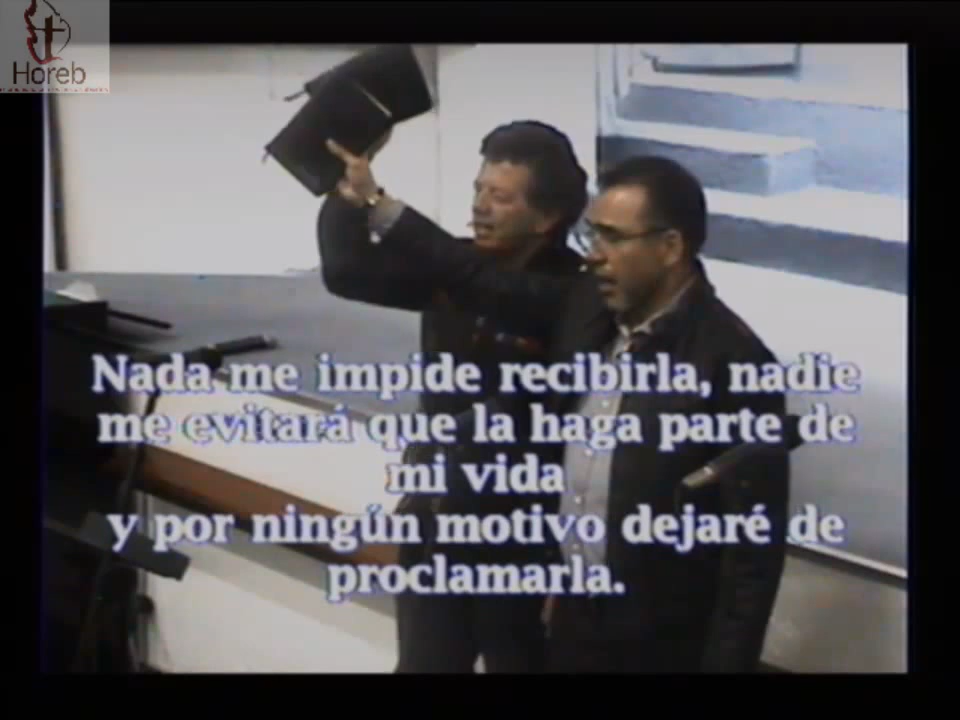 Horeb
Nada me impide recibirla, nadie
me evitará que la haga parte de
mi vida
y por ningún motivo dejaré de
proclamarla.